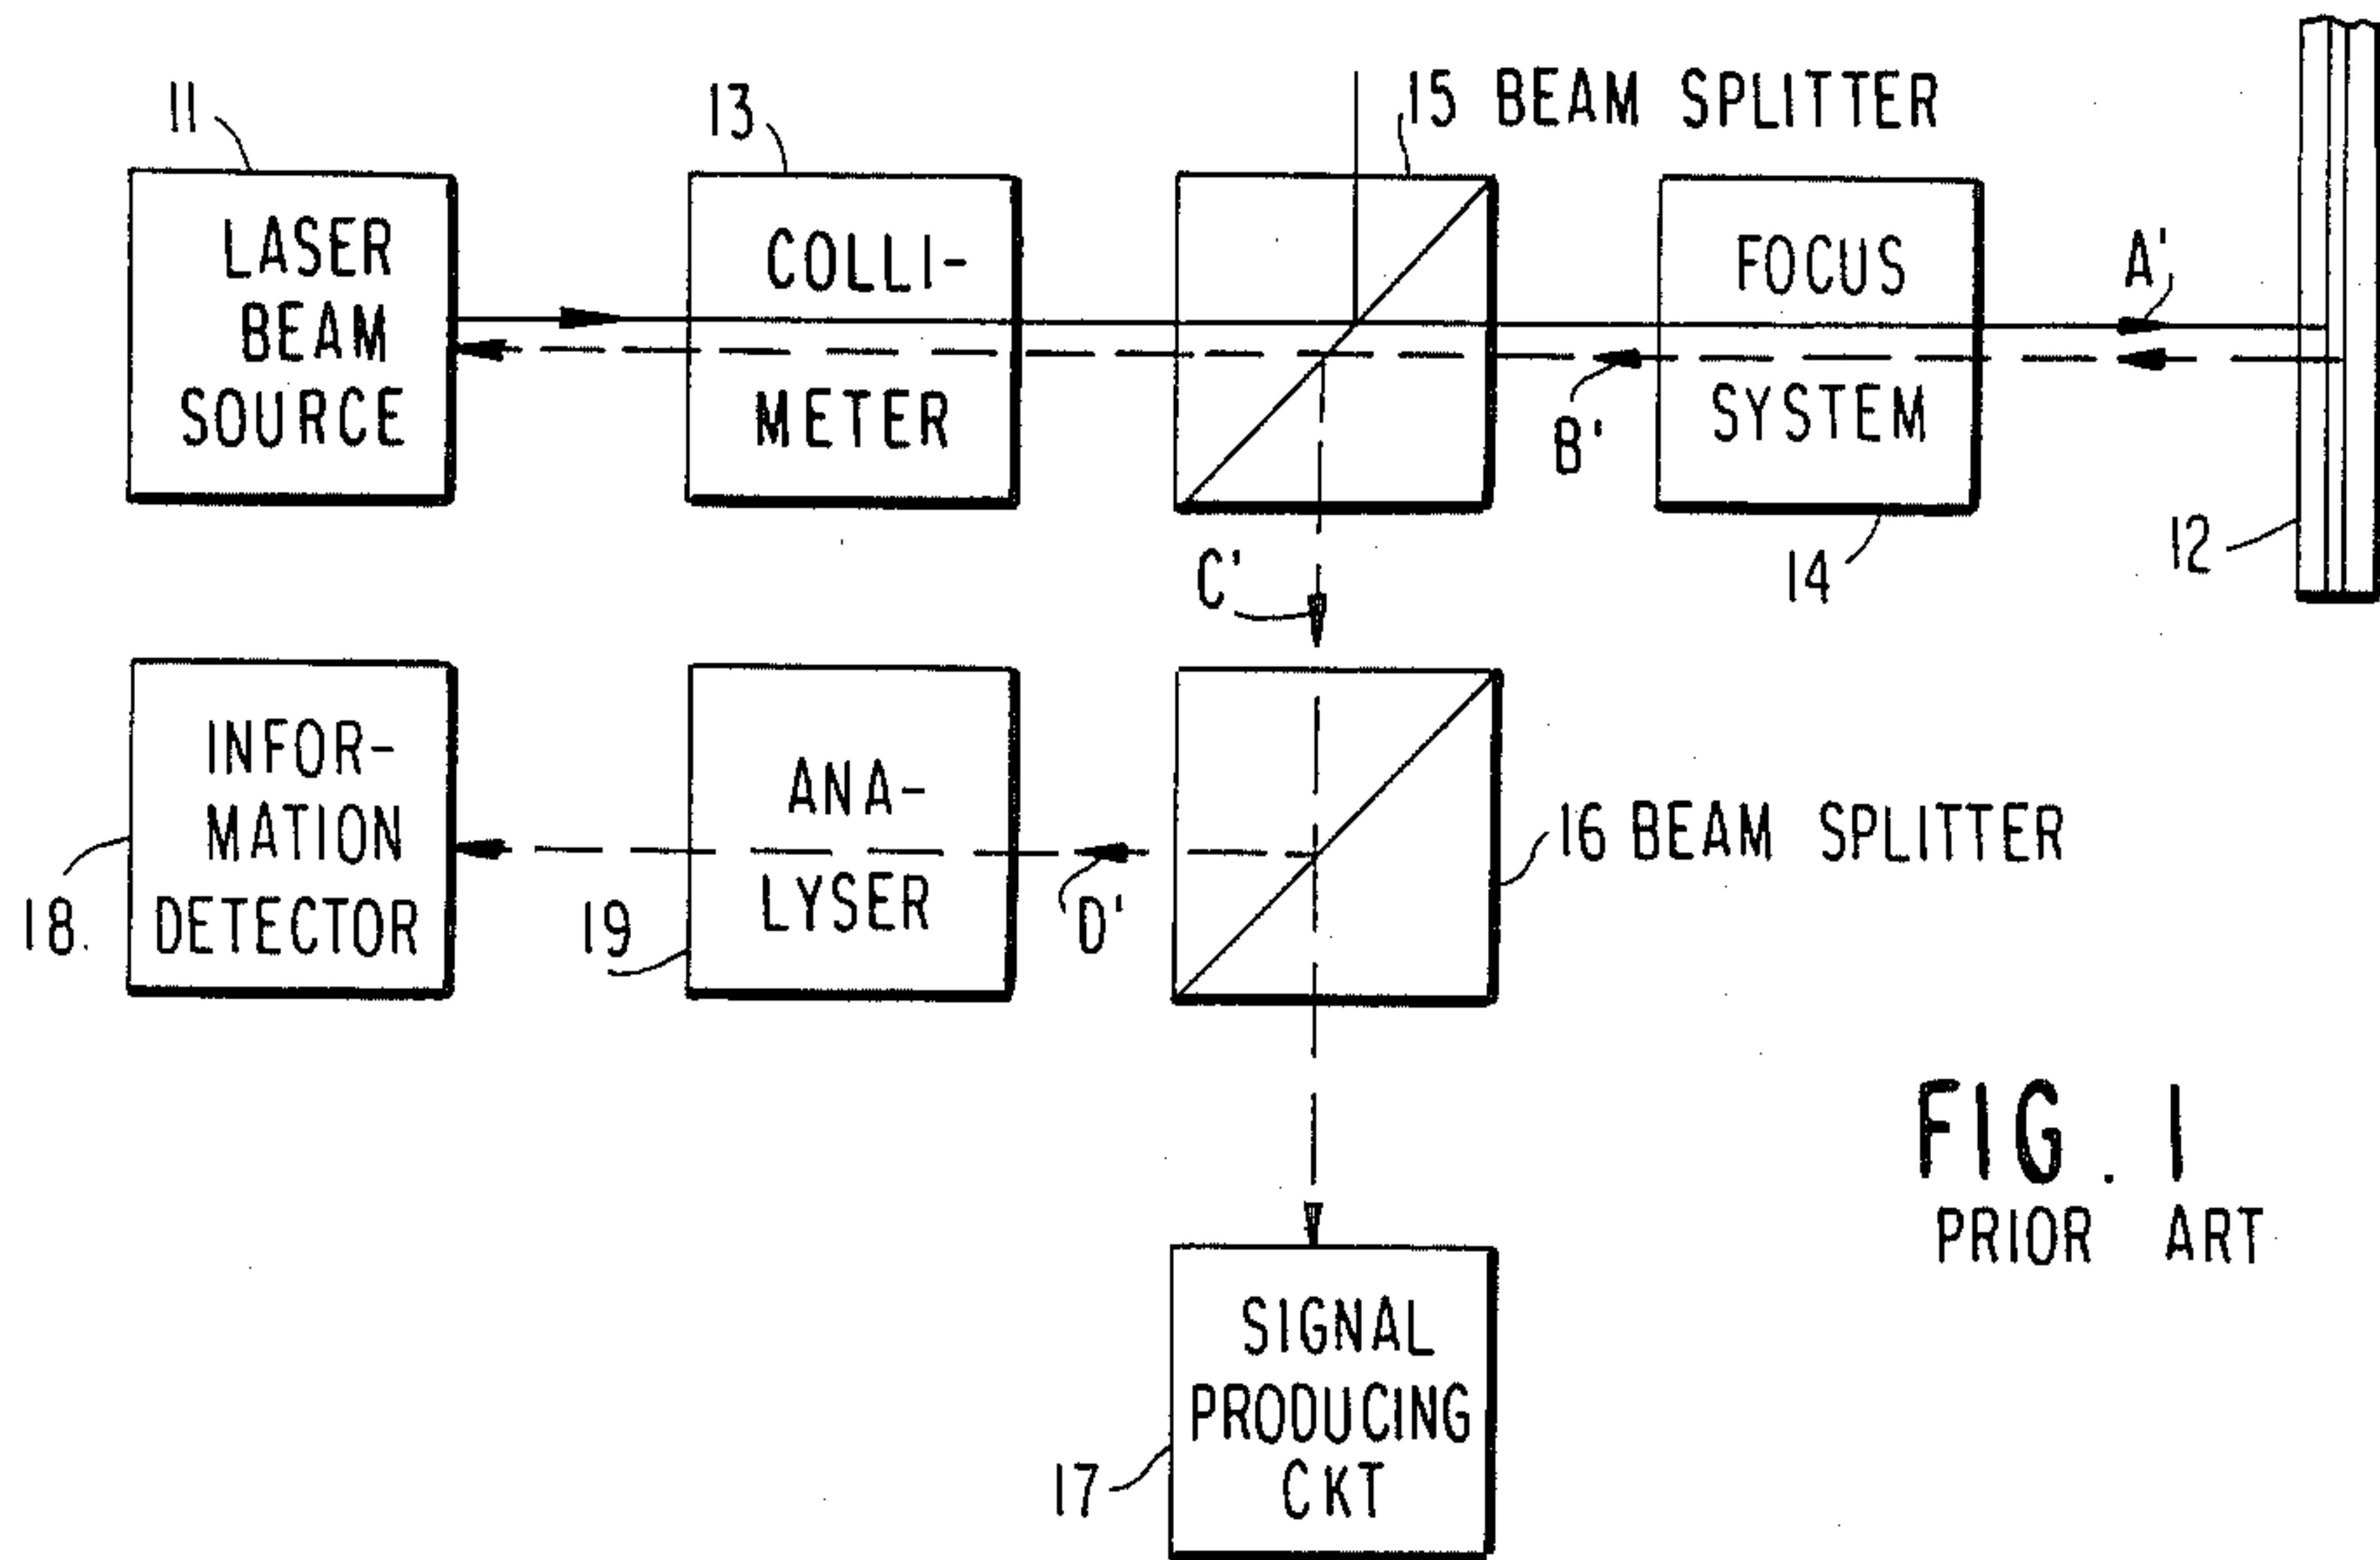 11
13
15 BEAM SPLITTER
LASER
BEAM
SOURCE
COLLI-
METER
FOCUS
SYSTEM
A'
B'
C'
14
12
INFOR-
MATION
DETECTOR
18.
ANA-
LYSER
19
D'
16 BEAM SPLITTER
SIGNAL
PRODUCING
CKT
17
FIG. 1
PRIOR ART